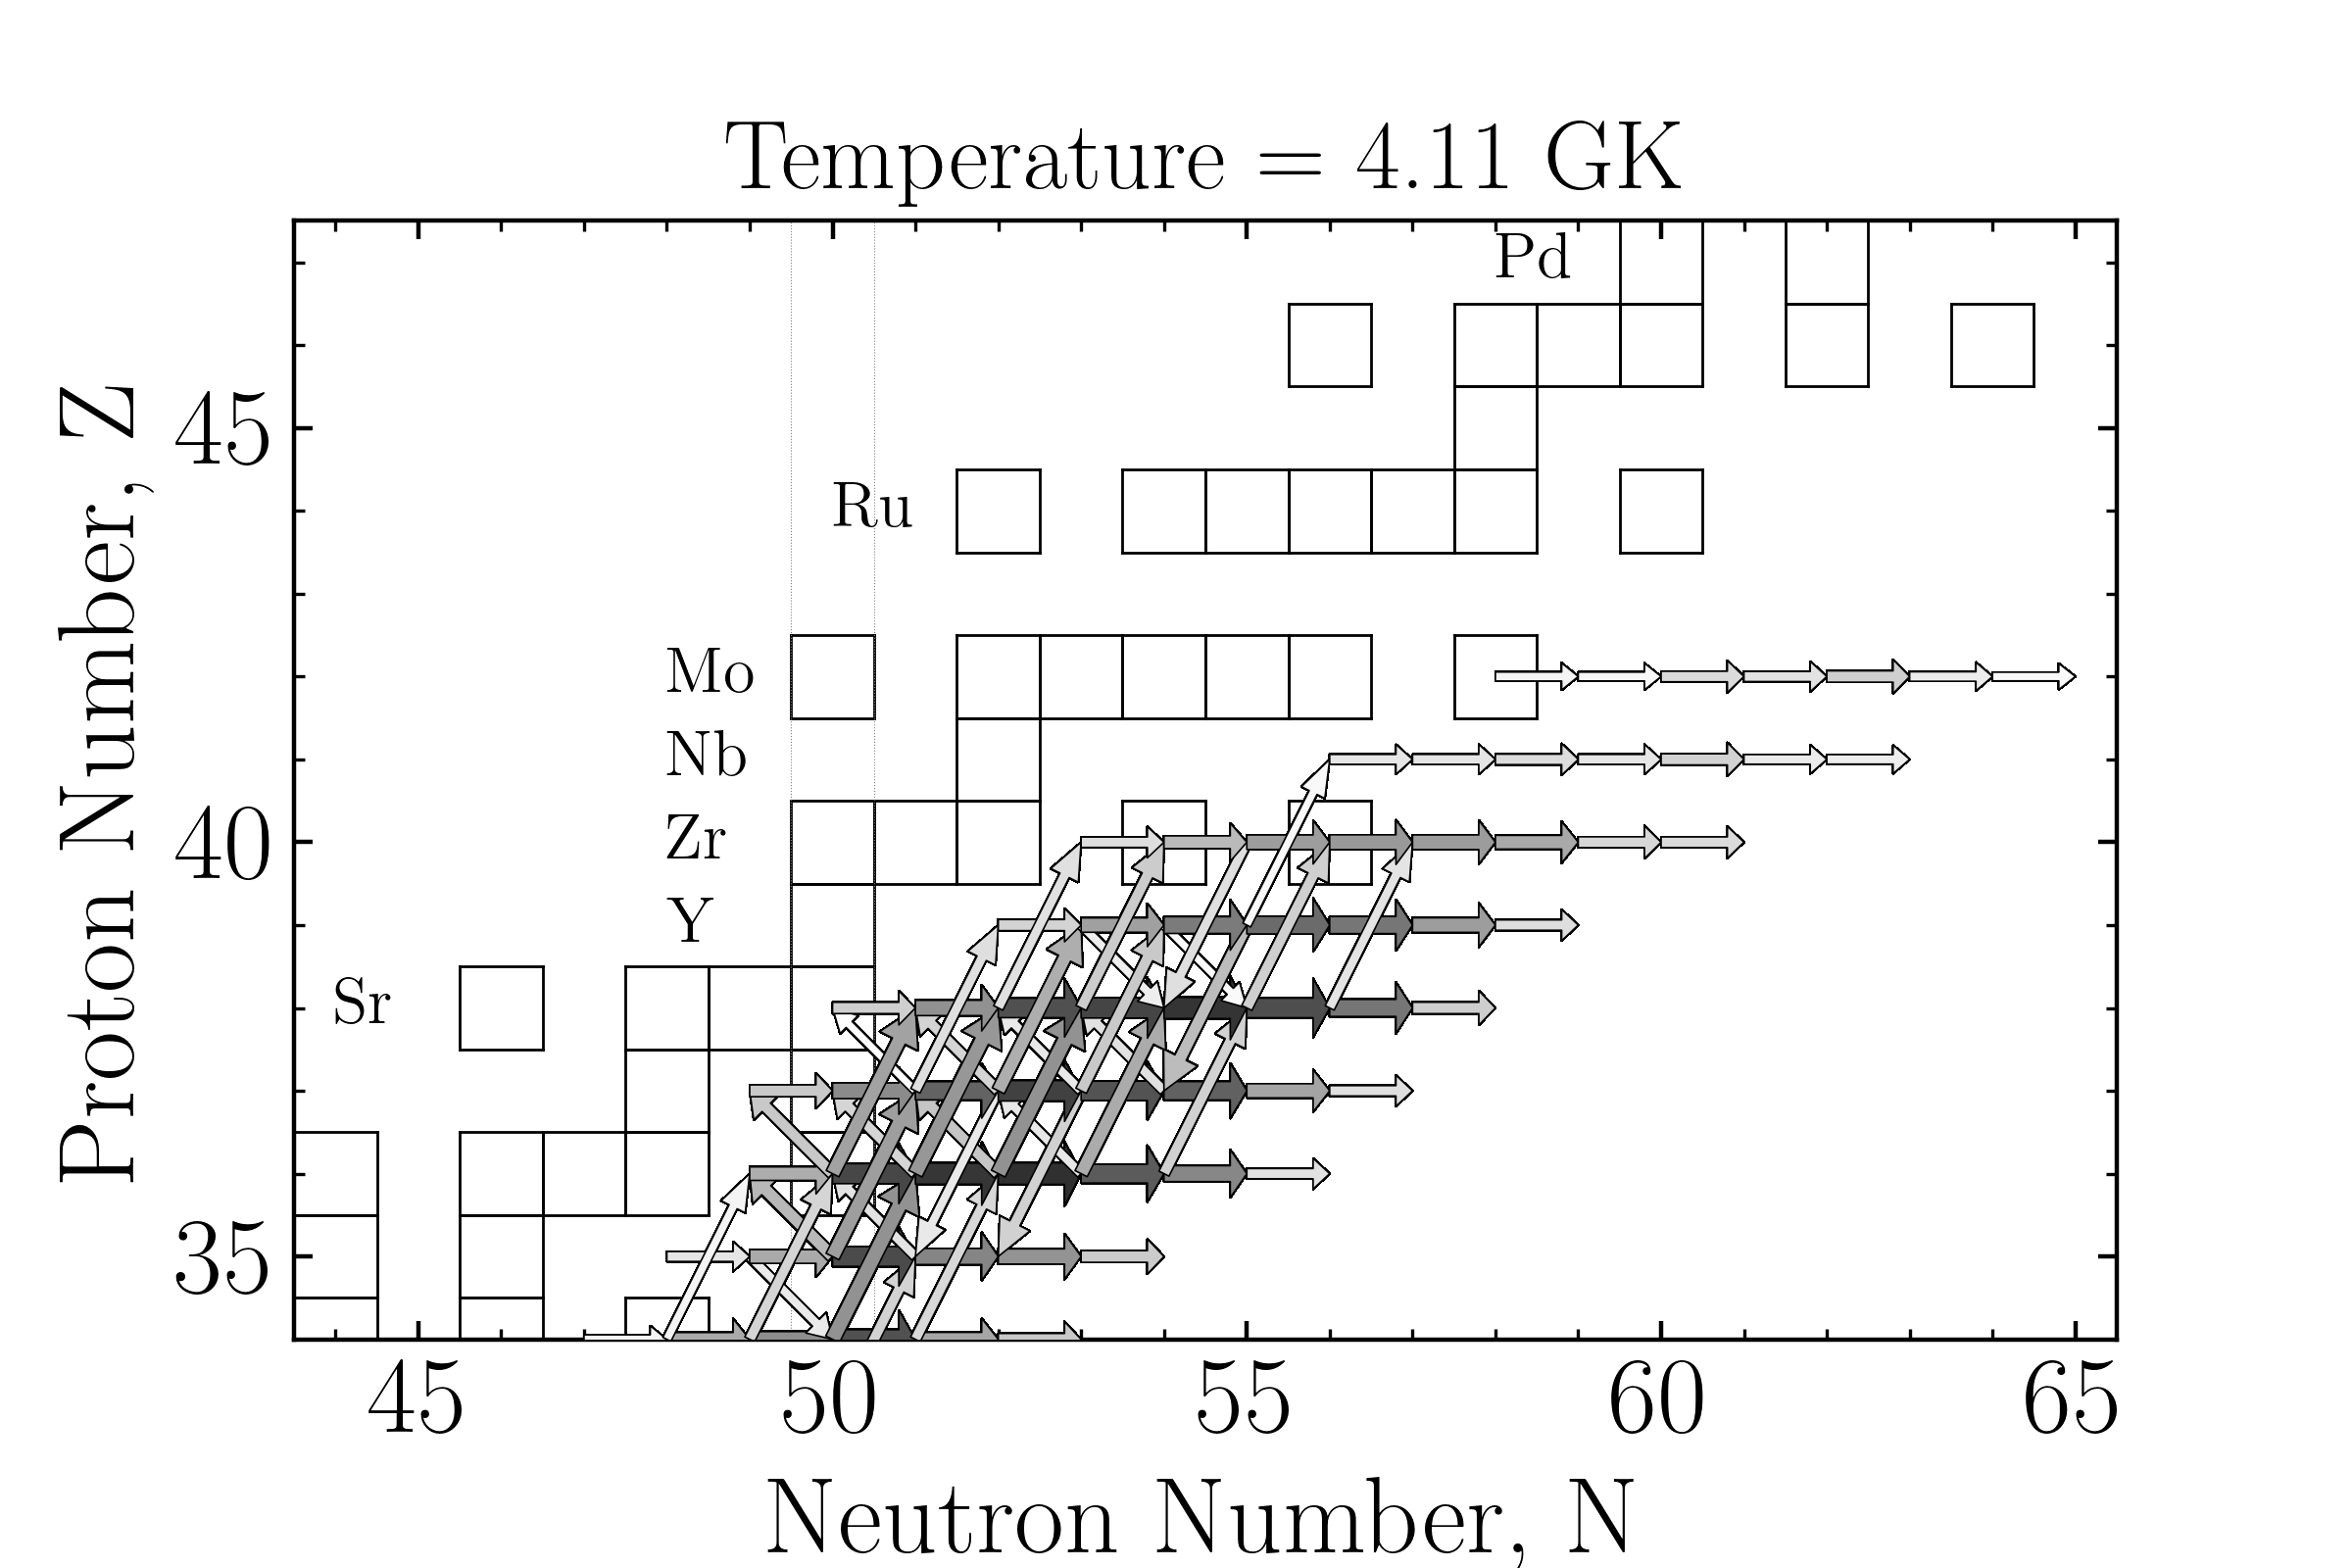 Temperature = 4.11 GK
Pd
45
Ru
Mo
Nb
Zr
40
Y
Sr
35
Proton Number, Z
45 50 55 60 65
Neutron Number, N